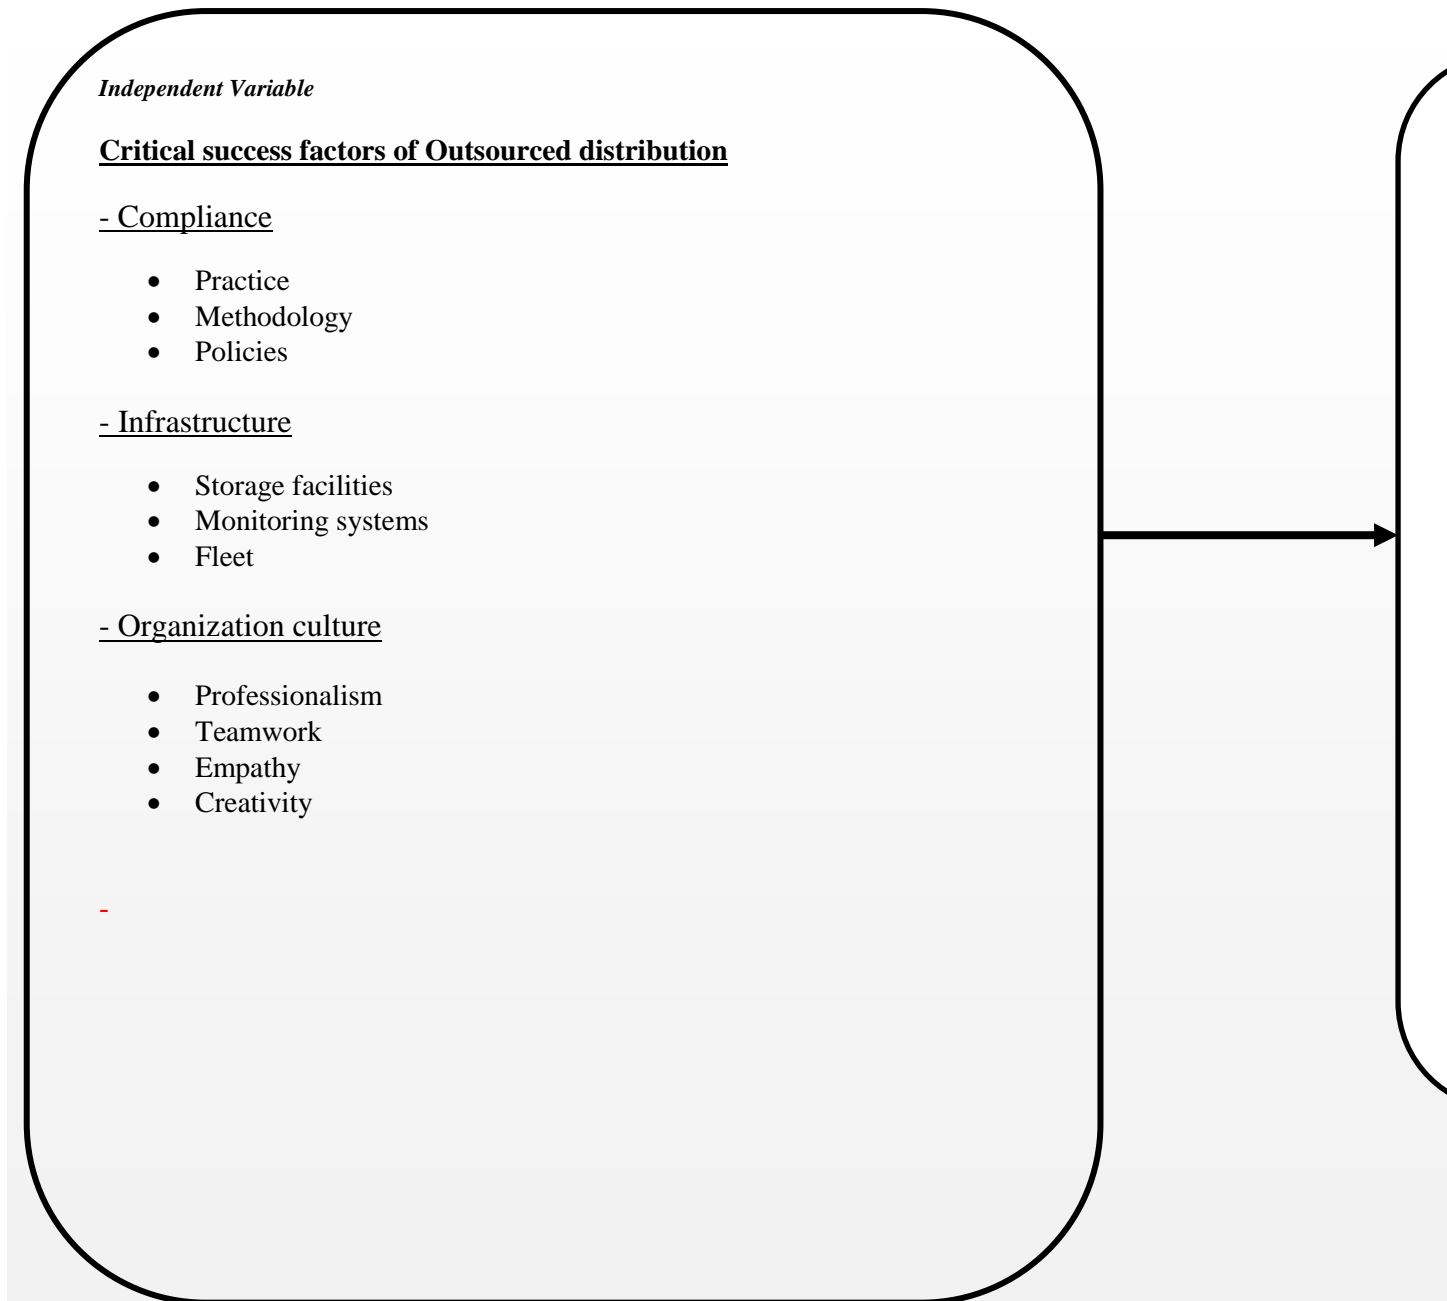 Independent Variable
Critical success factors of Outsourced distribution
- Compliance
• Practice
• Methodology
• Policies
- Infrastructure
• Storage facilities
• Monitoring systems
• Fleet
- Organization culture
• Professionalism
• Teamwork
• Empathy
• Creativity
-